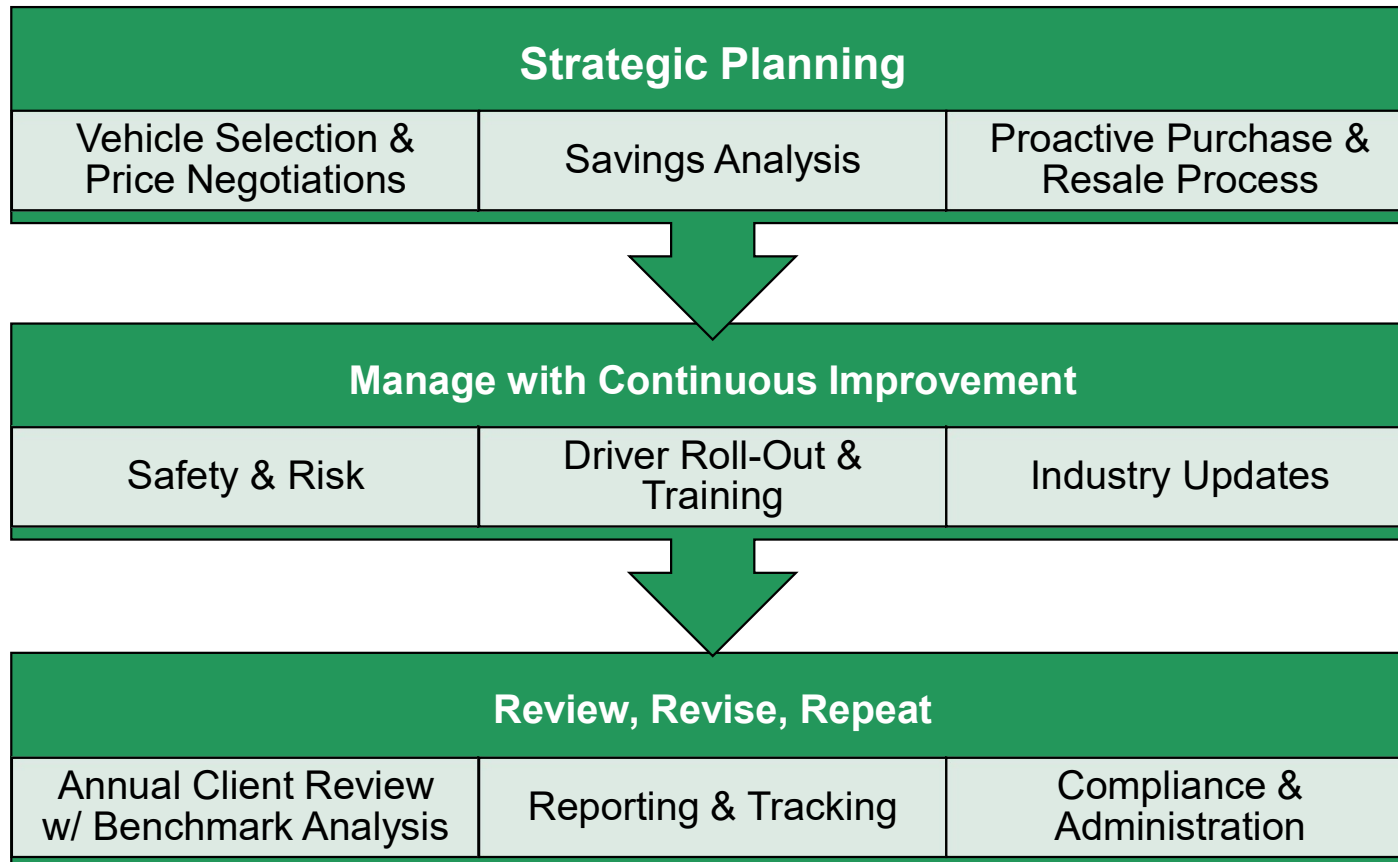 Strategic Planning
Vehicle Selection &
Price Negotiations
Savings Analysis
Proactive Purchase &
Resale Process
Manage with Continuous Improvement
Safety & Risk
Driver Roll-Out &
Training
Industry Updates
Review, Revise, Repeat
Annual Client Review
w/ Benchmark Analysis
Reporting & Tracking
Compliance &
Administration